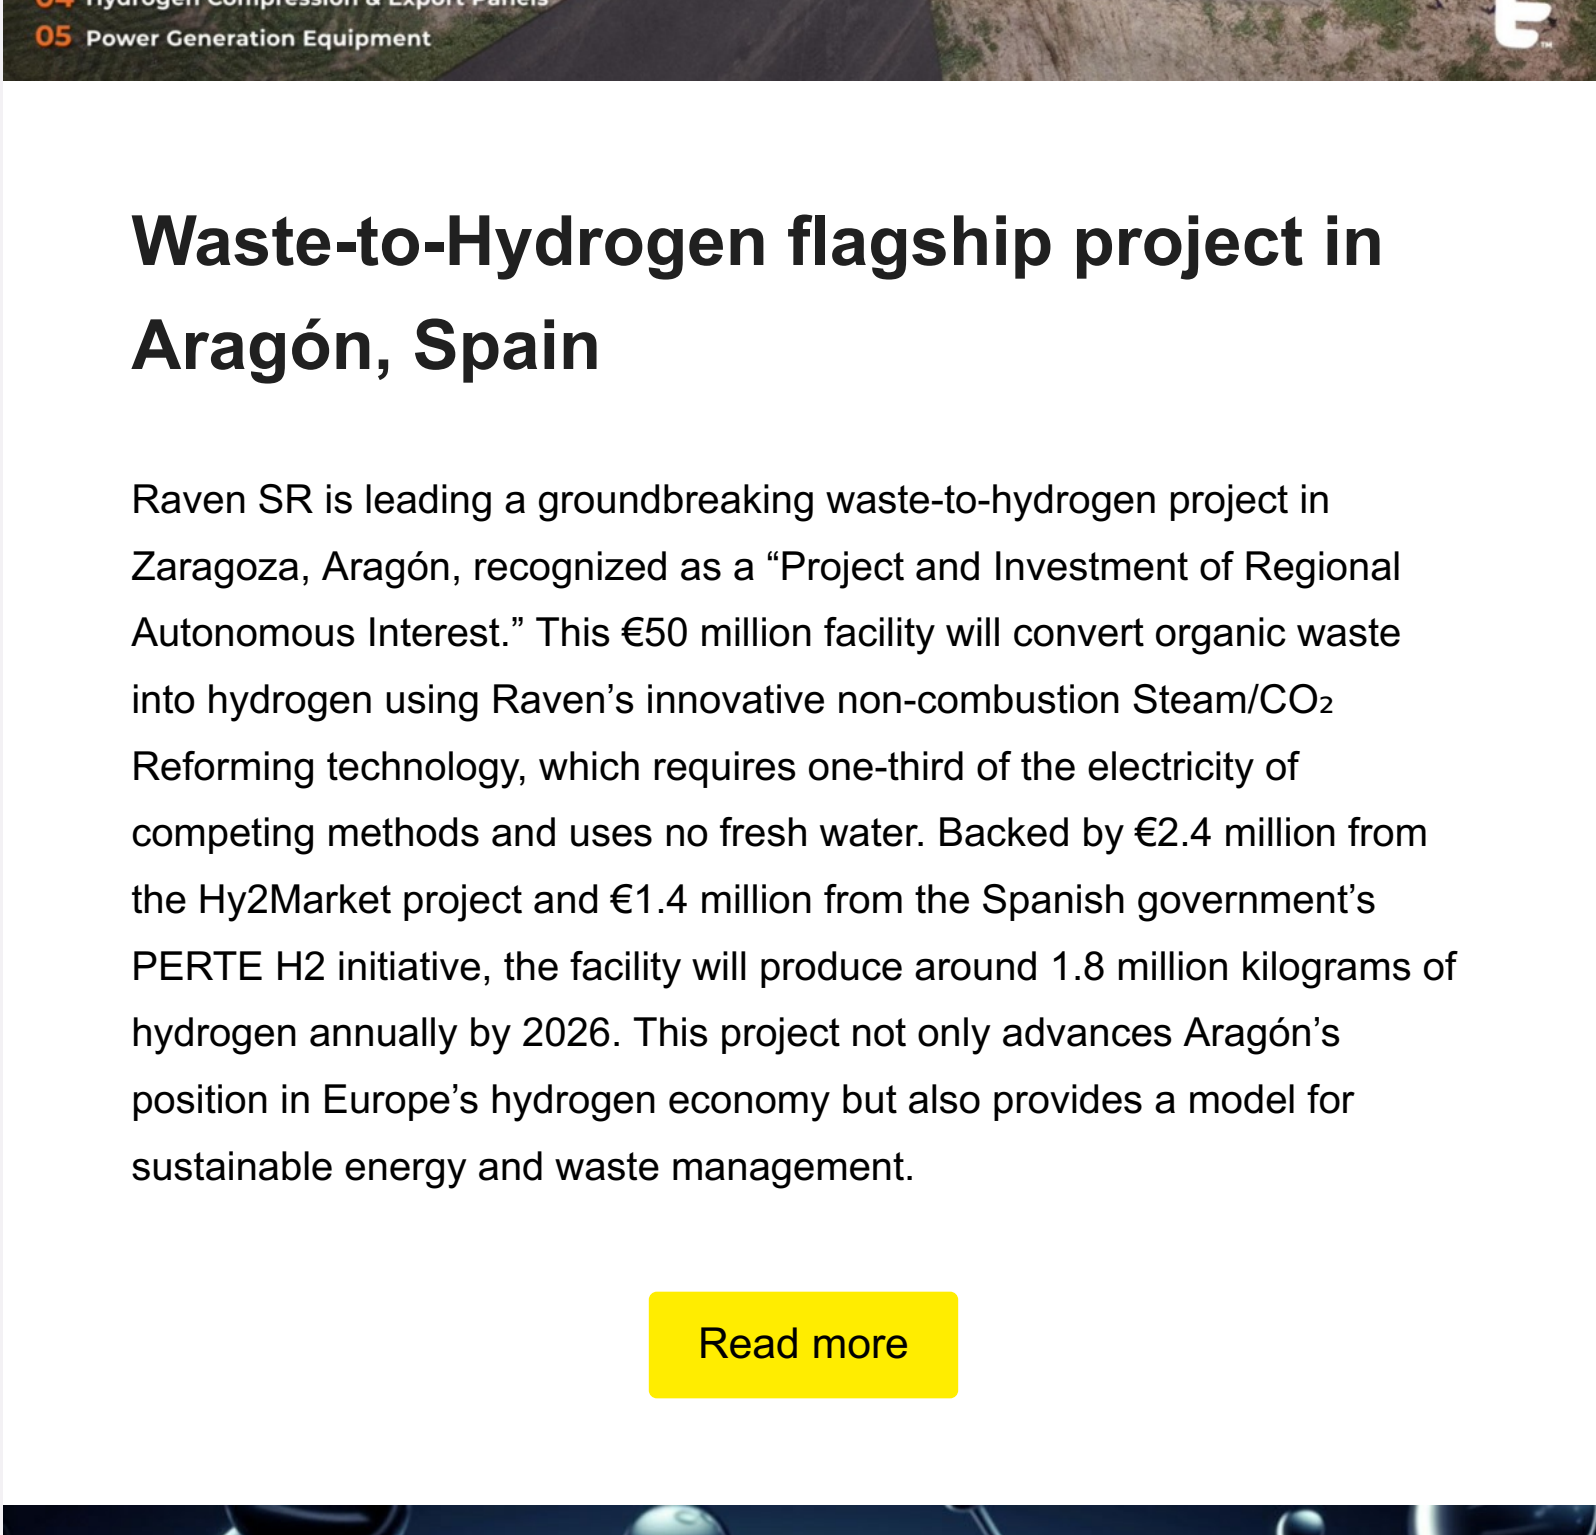 04 Hydrogen Compression & Export Panels
05 Power Generation Equipment
E™
Waste-to-Hydrogen flagship project in
Aragón, Spain
Raven SR is leading a groundbreaking waste-to-hydrogen project in
Zaragoza, Aragón, recognized as a “Project and Investment of Regional
Autonomous Interest.” This €50 million facility will convert organic waste
into hydrogen using Raven’s innovative non-combustion Steam/CO₂
Reforming technology, which requires one-third of the electricity of
competing methods and uses no fresh water. Backed by €2.4 million from
the Hy2Market project and €1.4 million from the Spanish government’s
PERTE H2 initiative, the facility will produce around 1.8 million kilograms of
hydrogen annually by 2026. This project not only advances Aragón’s
position in Europe’s hydrogen economy but also provides a model for
sustainable energy and waste management.
Read more